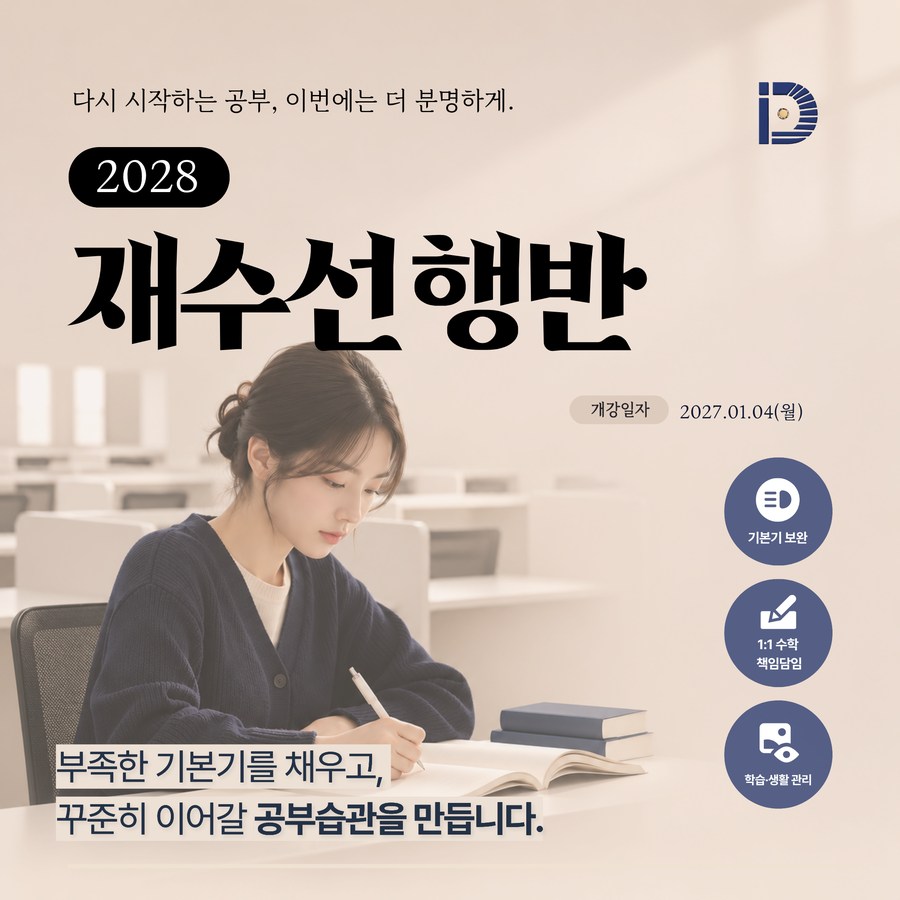 다시 시작하는 공부, 이번에는 더 분명하게.
2028
재수선행반
개강일자 2027.01.04(월)
기본기 보완
1:1 수학
책임담임
학습·생활 관리
부족한 기본기를 채우고,
꾸준히 이어갈 공부습관을 만듭니다.